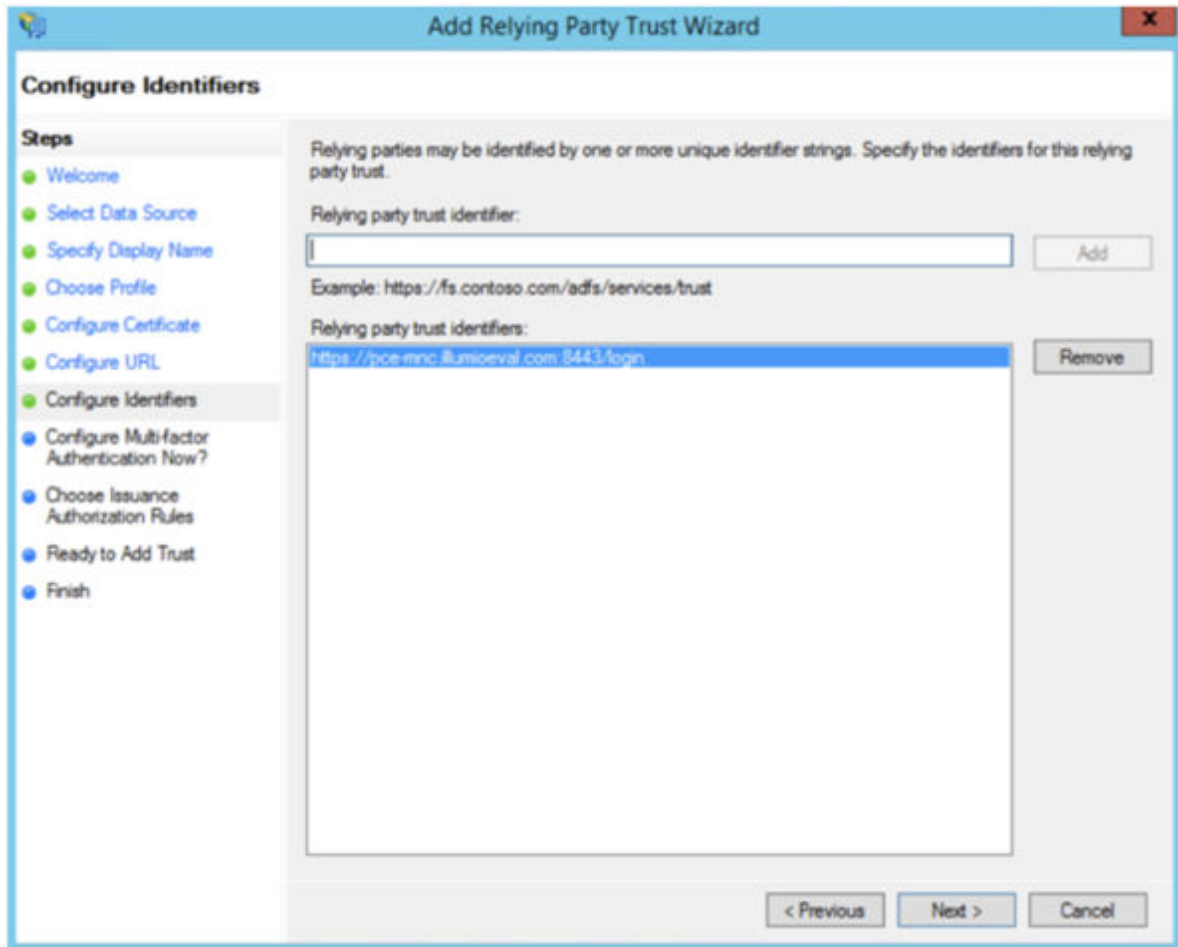 Add Relying Party Trust Wizard
x
Configure Identifiers
Steps
Welcome
Select Data Source
Specify Display Name
Choose Profile
Configure Certificate
Configure URL
Configure Identifiers
Configure Multi-factor
Authentication Now?
Choose Issuance
Authorization Rules
Ready to Add Trust
Finish
Relying parties may be identified by one or more unique identifier strings. Specify the identifiers for this relying
party trust.
Relying party trust identifier:
Add
Example: https://fs.contoso.com/adfs/services/trust
Relying party trust identifiers:
https://pce-mnc.illumioeval.com:8443/login
Remove
< Previous
Next >
Cancel